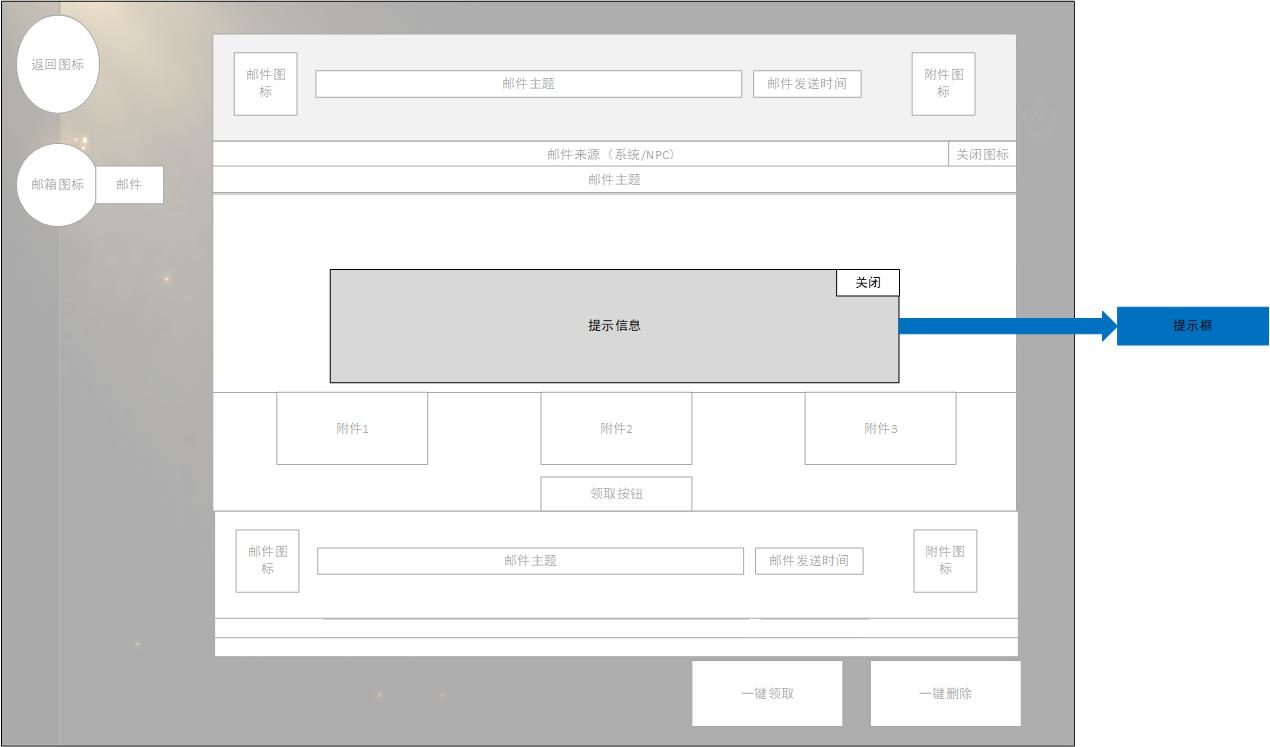 返回图标
邮件图
标
邮件主题
邮件发送时间
附件图
标
邮件来源（系统/NPC）
关闭图标
邮箱图标
邮件
邮件主题
关闭
提示信息
提示框
附件1
附件2
附件3
领取按钮
邮件图
标
邮件主题
邮件发送时间
附件图
标
一键领取
一键删除